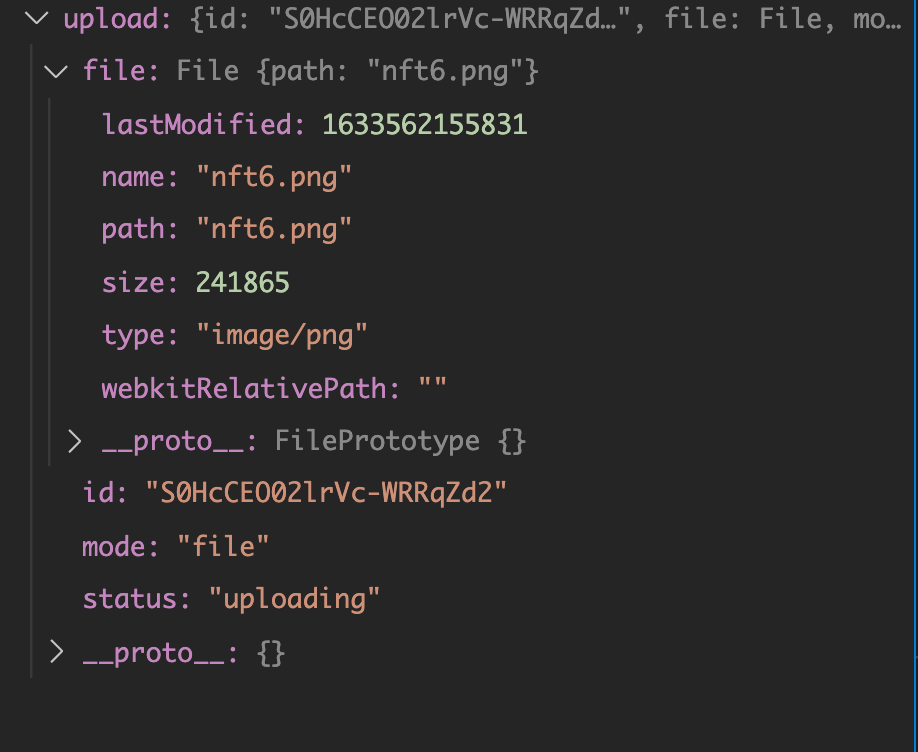 upload: {id: "S0HcCEO02lrVc-WRRqZd…", file: File, mo…
file: File {path: "nft6.png"}
lastModified: 1633562155831
name: "nft6.png"
path: "nft6.png"
size: 241865
type: "image/png"
webkitRelativePath: ""
__proto__: FilePrototype {}
id: "S0HcCEO02lrVc-WRRqZd2"
mode: "file"
status: "uploading"
__proto__: {}